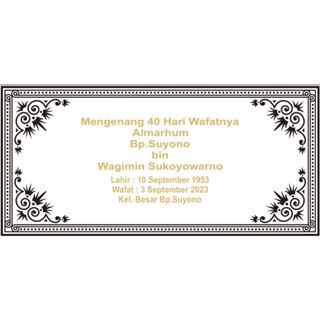 Mengenang 40 Hari Wafatnya
Almarhum
Bp.Suyono
bin
Wagimin Sukoyowarno
Lahir : 10 September 1953
Wafat : 3 September 2023
Kel. Besar Bp.Suyono